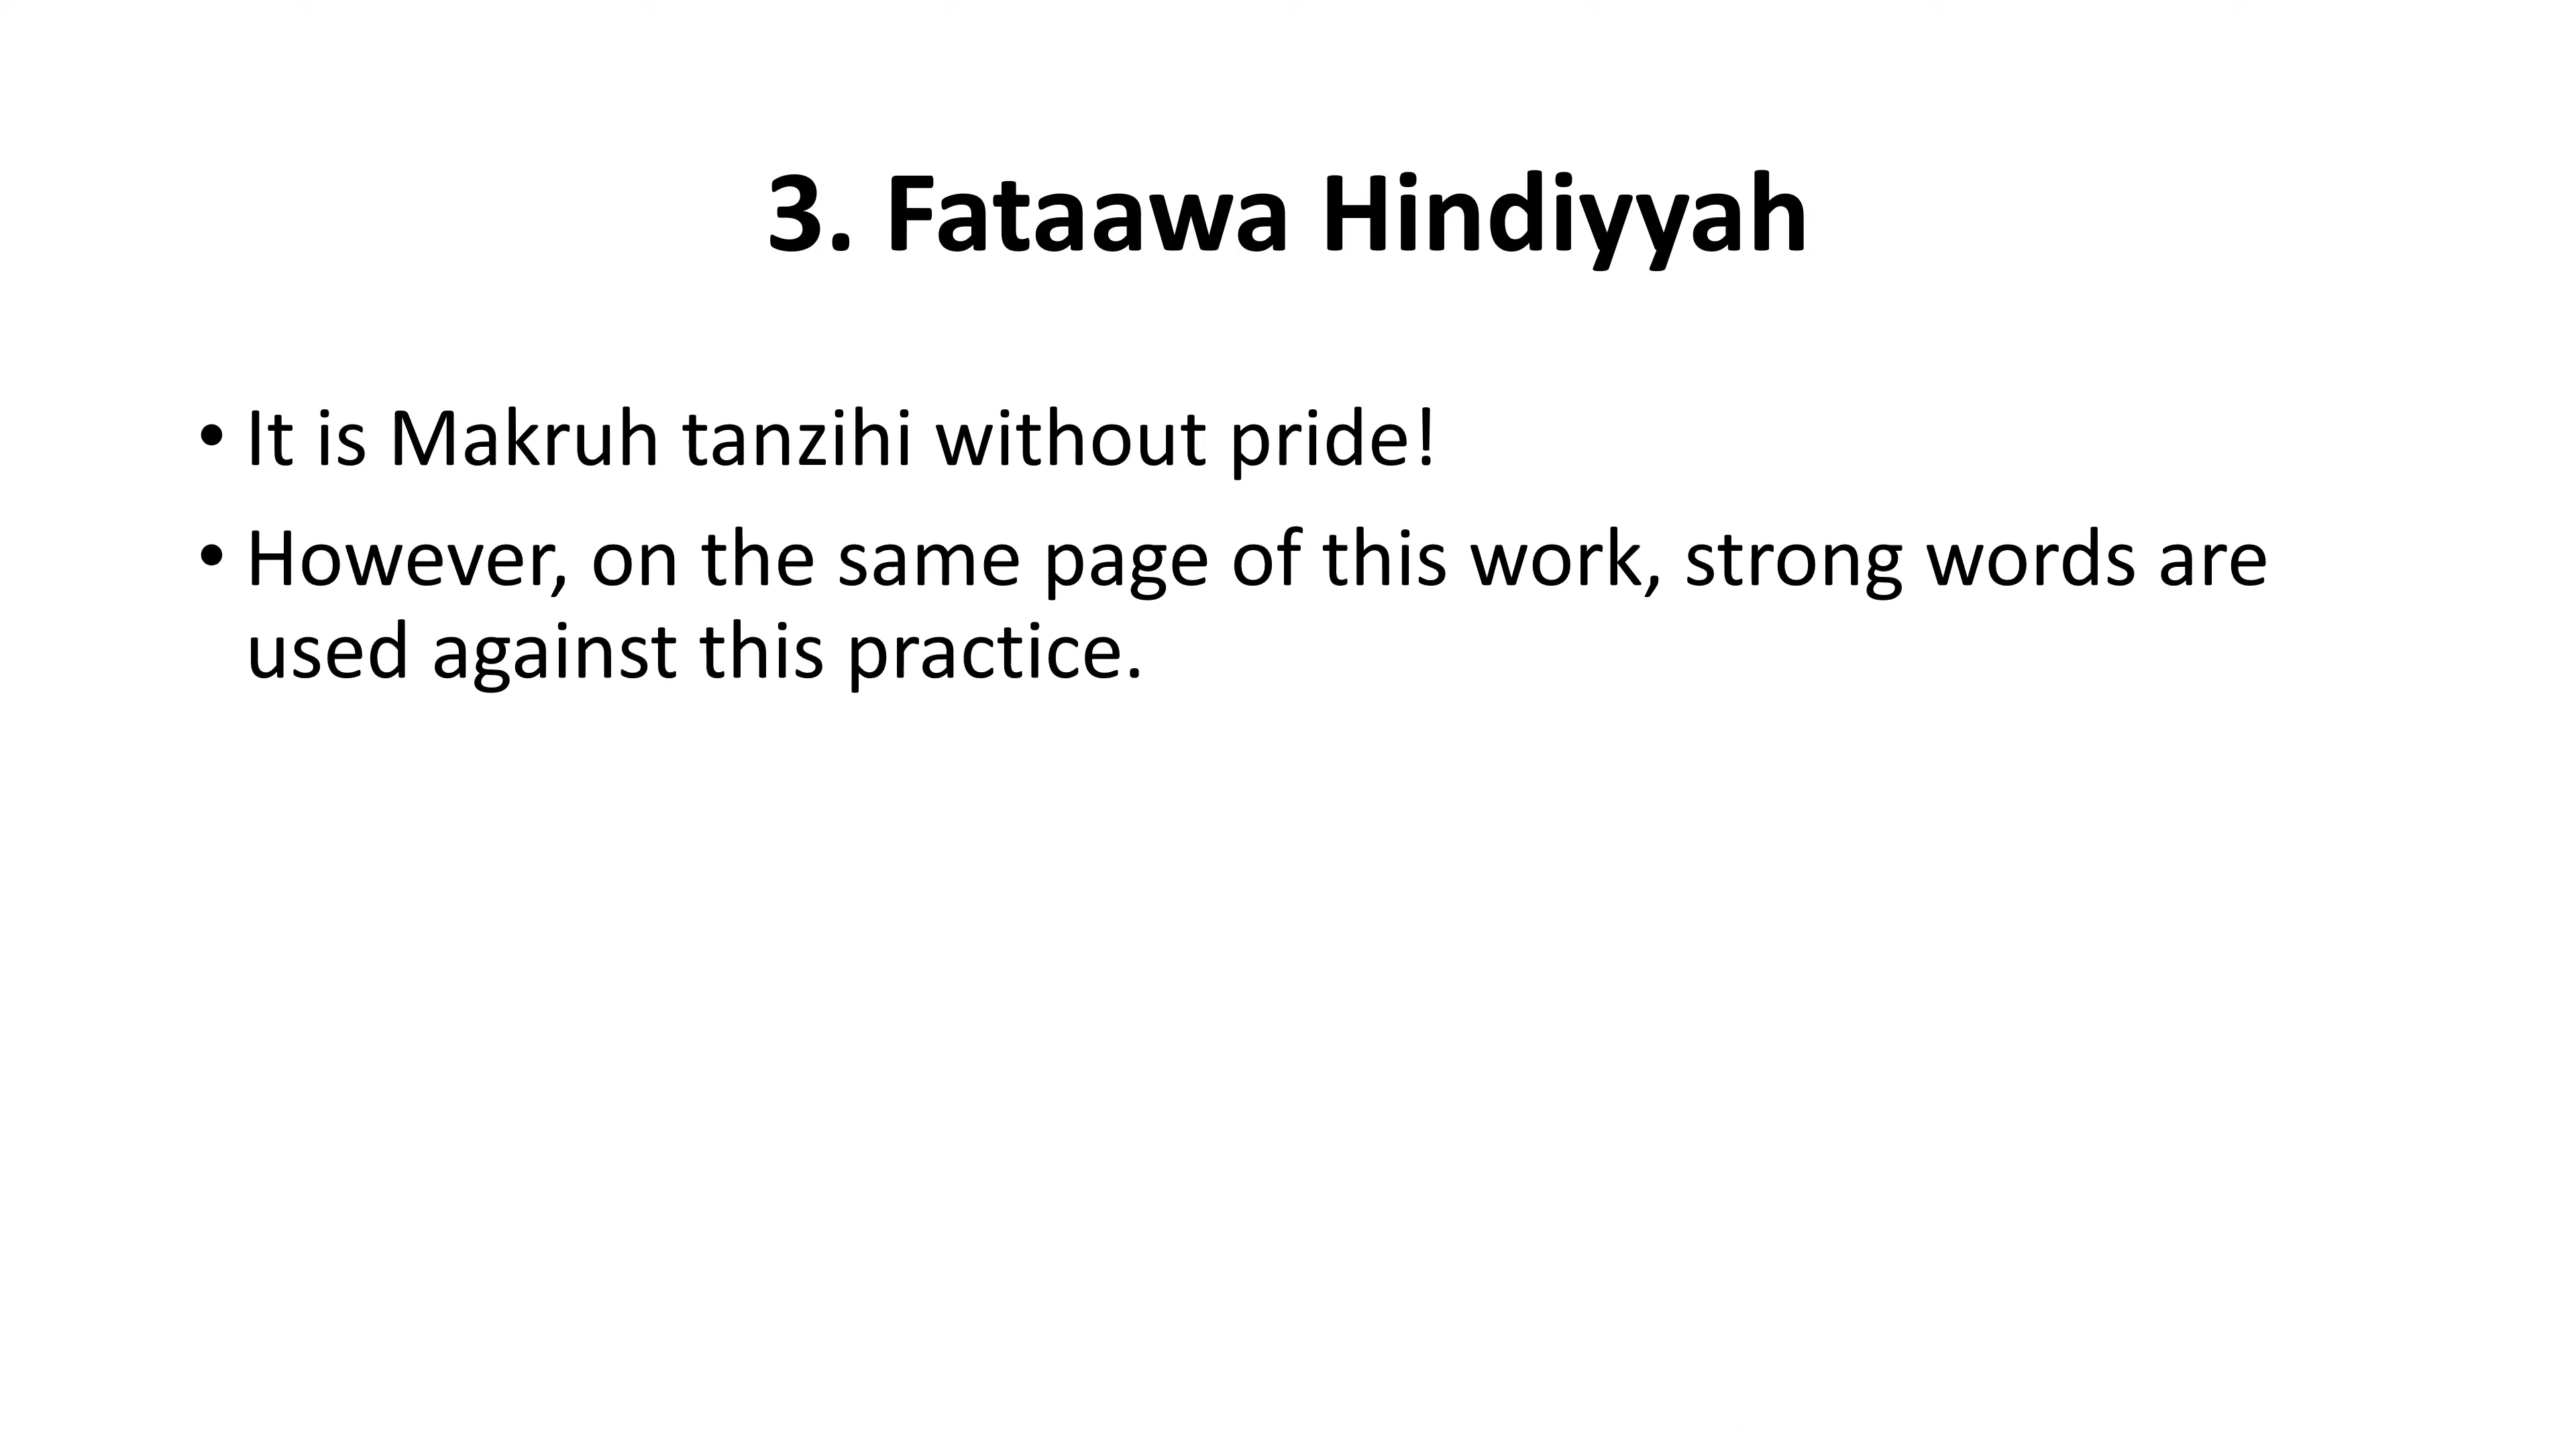 3. Fataawa Hindiyyah
• It is Makruh tanzihi without pride!
• However, on the same page of this work, strong words are
used against this practice.